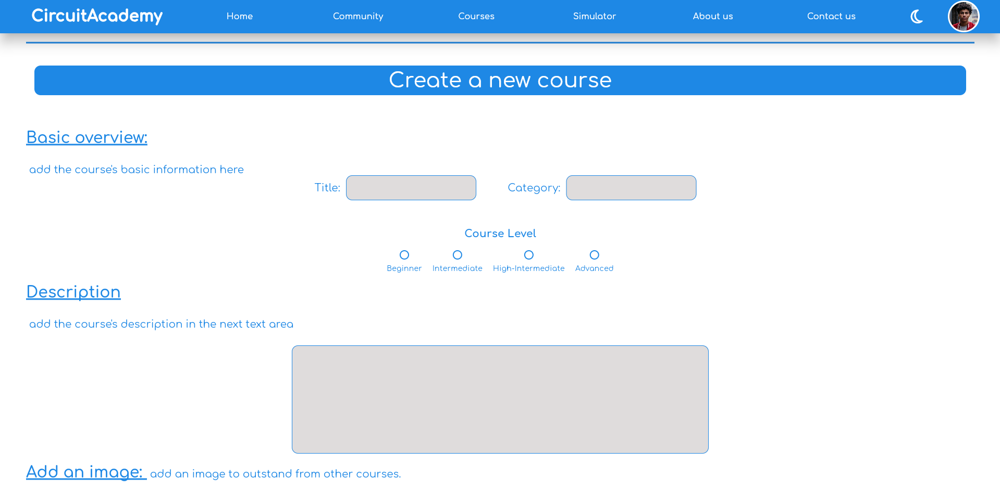 CircuitAcademy Home Community Courses Simulator About us Contact us
Create a new course
Basic overview:
add the course's basic information here
Title: Category:
Course Level
Beginner Intermediate High-Intermediate Advanced
Description
add the course's description in the next text area
Add an image: add an image to outstand from other courses.